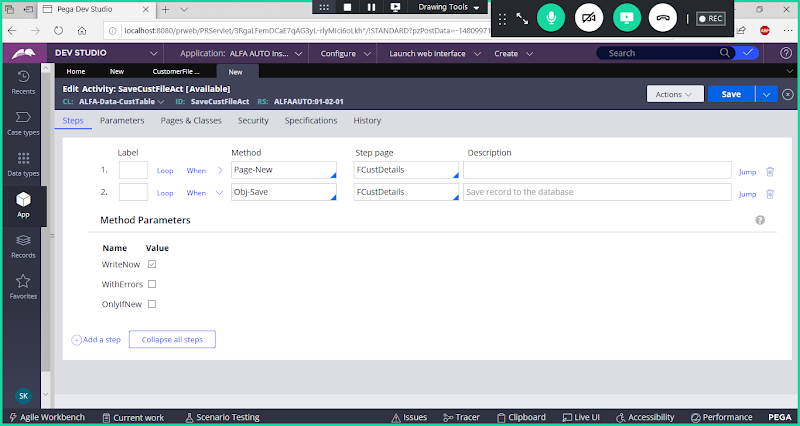 Pega Dev Studio
Drawing Tools
REC
localhost:8080/prweb/PRServlet/
DEV STUDIO
Application: ALFA AUTO Ins...
Configure
Launch web Interface
Create
Search
Home
New
CustomerFile ...
New
Edit Activity: SaveCustFileAct [Available]
CL: ALFA-Data-CustTable ID: SaveCustFileAct RS: ALFAAUTO:01-02-01
Actions
Save
Recents
Case types
Data types
App
Records
Favorites
SK
Steps
Parameters
Pages & Classes
Security
Specifications
History
Label
Method
Step page
Description
1. Loop When Page-New FCustDetails Jump
2. Loop When Obj-Save FCustDetails Save record to the database Jump
Method Parameters
?
Name Value
WriteNow
WithErrors
OnlyIfNew
Add a step
Collapse all steps
Agile Workbench
Current work
Scenario Testing
Issues
Tracer
Clipboard
Live UI
Accessibility
Performance
PEGA